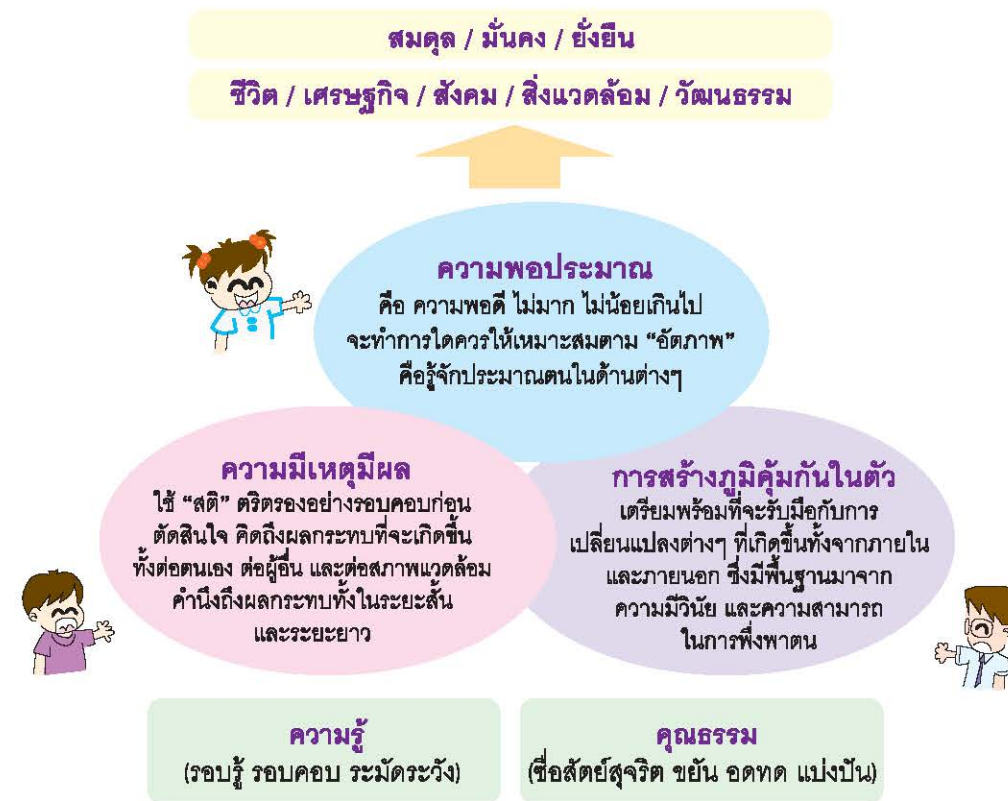 สมดุล / มั่นคง / ยั่งยืน
ชีวิต / เศรษฐกิจ / สังคม / สิ่งแวดล้อม / วัฒนธรรม
ความพอประมาณ
คือ ความพอดี ไม่มาก ไม่น้อยเกินไป
จะทำการใดควรให้เหมาะสมตาม “อัตภาพ”
คือรู้จักประมาณตนในด้านต่างๆ
ความมีเหตุมีผล
ใช้ “สติ” ตริตรองอย่างรอบคอบก่อน
ตัดสินใจ คิดถึงผลกระทบที่จะเกิดขึ้น
ทั้งต่อตนเอง ต่อผู้อื่น และต่อสภาพแวดล้อม
คำนึงถึงผลกระทบทั้งในระยะสั้น
และระยะยาว
การสร้างภูมิคุ้มกันในตัว
เตรียมพร้อมที่จะรับมือกับการ
เปลี่ยนแปลงต่างๆ ที่เกิดขึ้นทั้งจากภายใน
และภายนอก ซึ่งมีพื้นฐานมาจาก
ความมีวินัย และความสามารถ
ในการพึ่งพาตน
ความรู้
(รอบรู้ รอบคอบ ระมัดระวัง)
คุณธรรม
(ซื่อสัตย์สุจริต ขยัน อดทด แบ่งปัน)